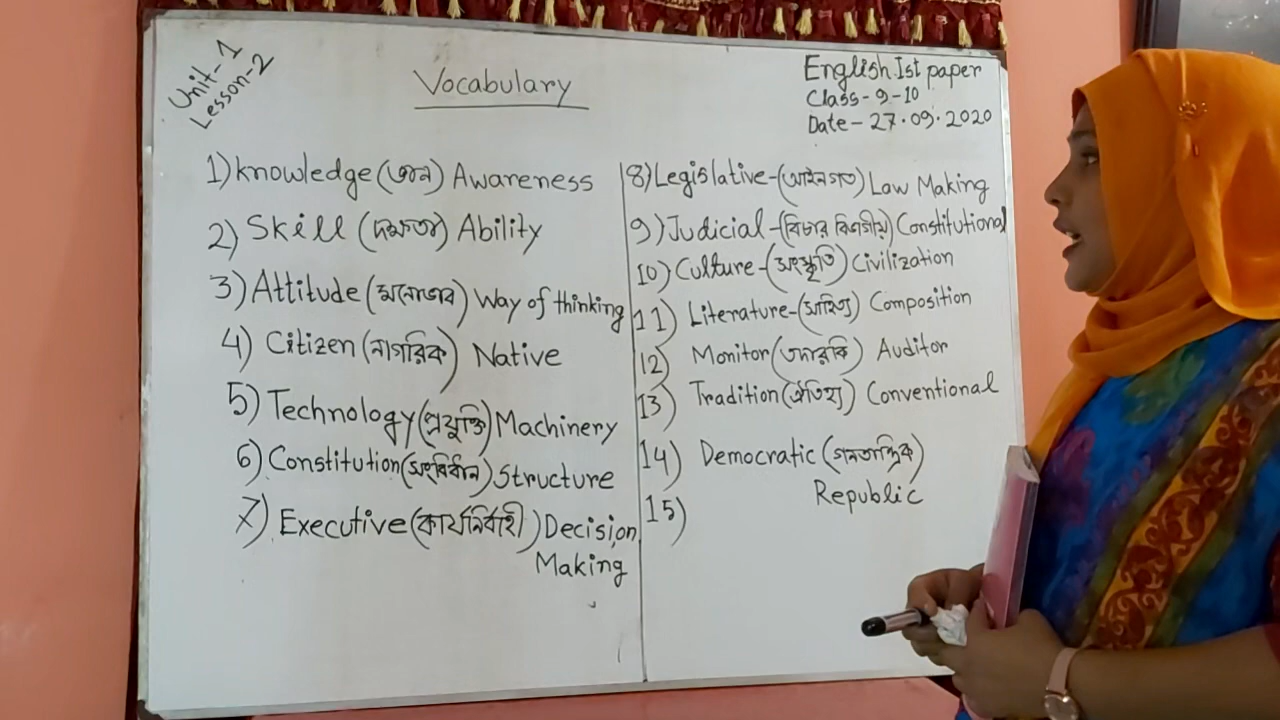 Unit-1
Lesson-2
Vocabulary
English 1st paper
Class-9-10
Date-27.09.2020
1) knowledge (জ্ঞান) Awareness
2) Skill (দক্ষতা) Ability
3) Attitude (মনোভাব) Way of thinking
4) Citizen (নাগরিক) Native
5) Technology (প্রযুক্তি) Machinery
6) Constitution (সংবিধান) Structure
7) Executive (কার্যনির্বাহী) Decision
Making
8) Legislative-(আইনগত) Law Making
9) Judicial-(বিচার বিভাগীয়) Constitutional
10) Culture-(সংস্কৃতি) Civilization
11) Literature-(সাহিত্য) Composition
12) Monitor (তদারকি) Auditor
13) Tradition (ঐতিহ্য) Conventional
14) Democratic (গনতান্ত্রিক)
Republic
15)